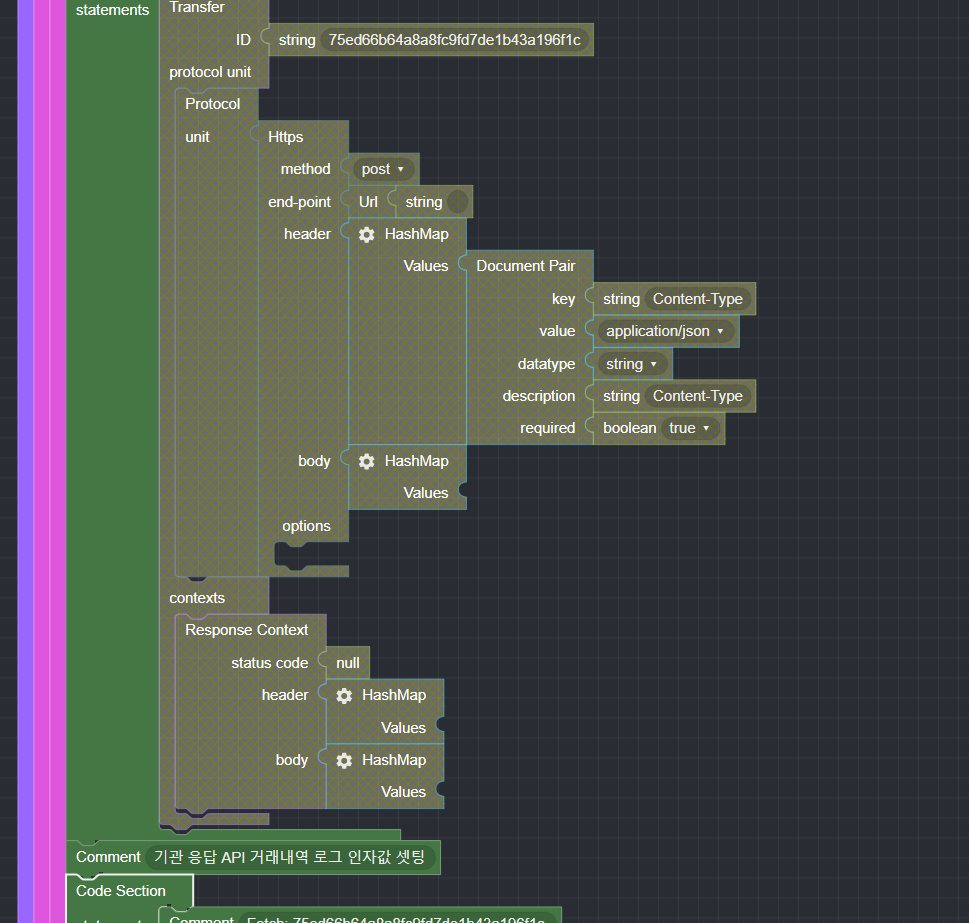 statements Transfer
ID string 75ed66b64a8a8fc9fd7de1b43a196f1c
protocol unit
Protocol
unit Https
method post
end-point Url string
header HashMap
Values Document Pair
key string Content-Type
value application/json
datatype string
description string Content-Type
required boolean true
body HashMap
Values
options
contexts
Response Context
status code null
header HashMap
Values
body HashMap
Values
Comment 기관 응답 API 거래내역 로그 인자값 셋팅
Code Section
Comment Fetch: 75ed66b64a8a8fc9fd7de1b43a196f1c